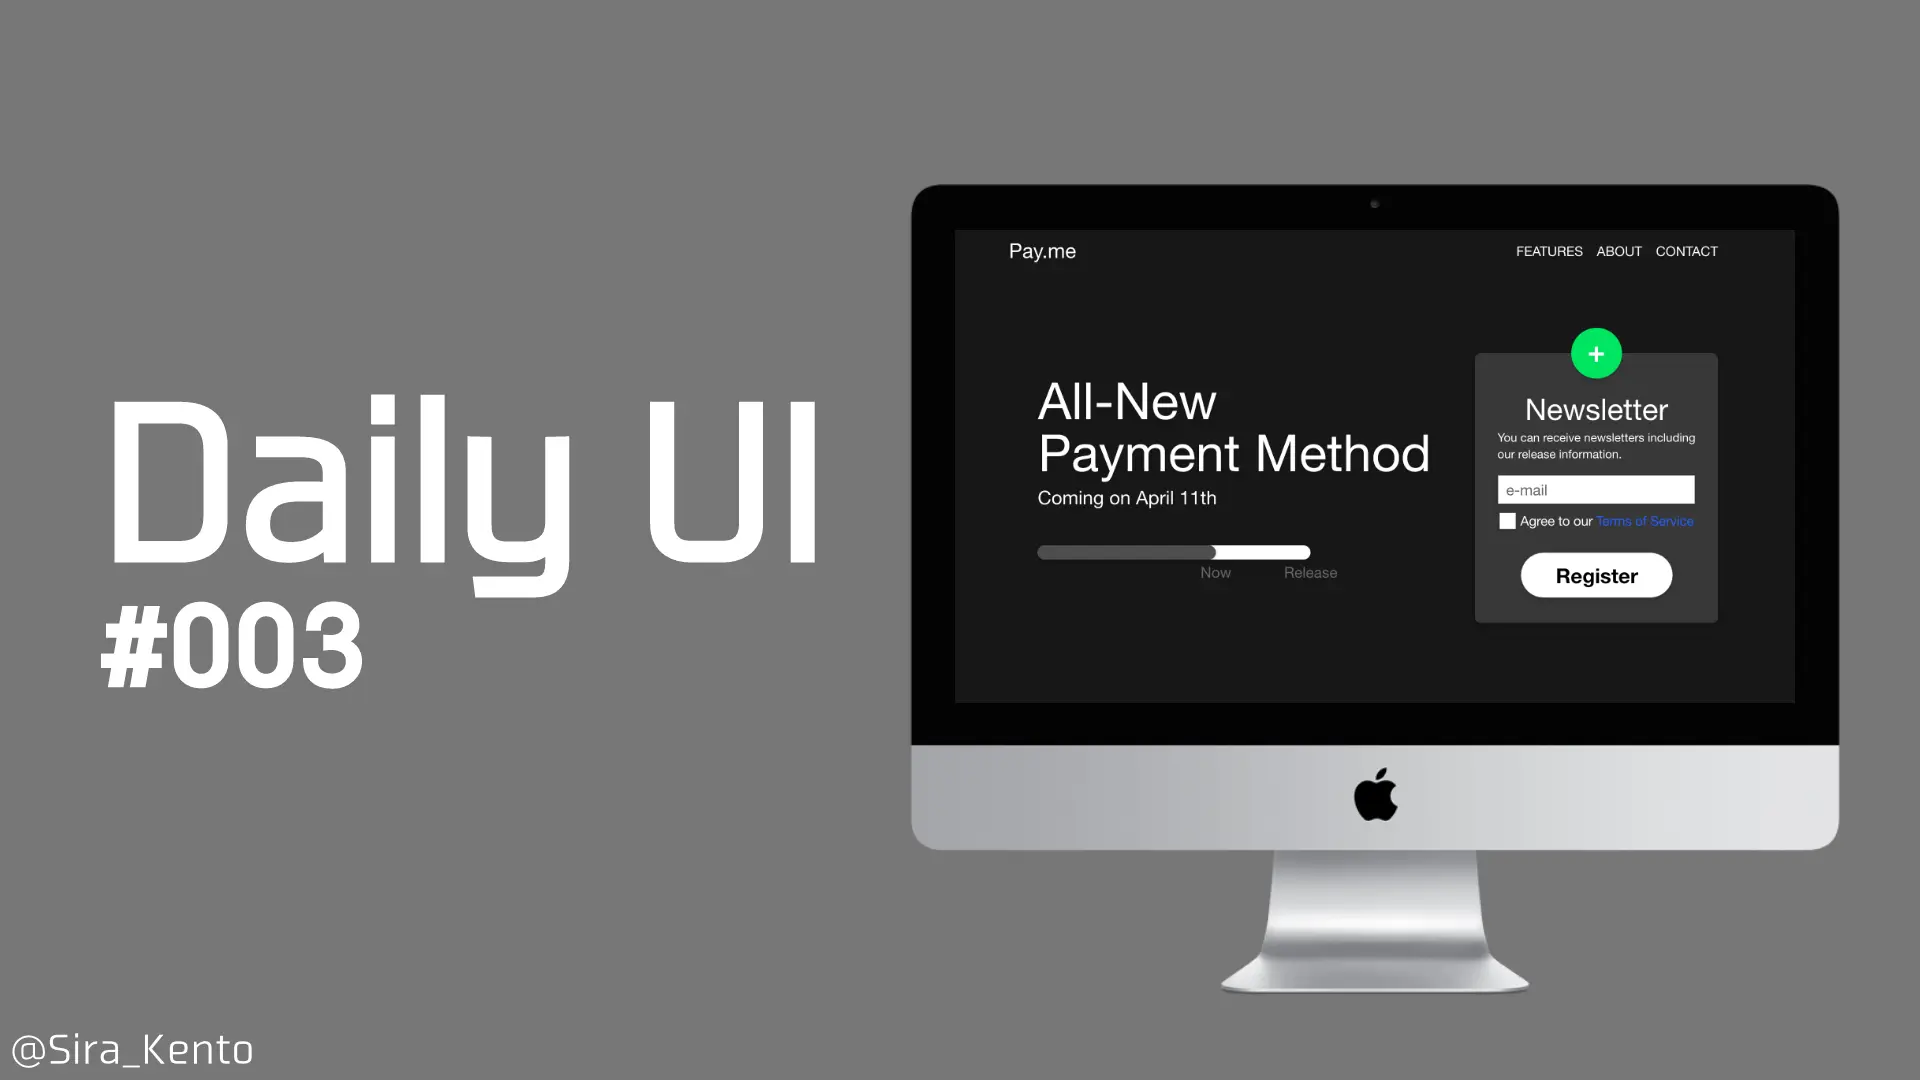 Daily UI
#003
Pay.me
FEATURES ABOUT CONTACT
All-New
Payment Method
Coming on April 11th
Now Release
+
Newsletter
You can receive newsletters including
our release information.
e-mail
Agree to our Terms of Service
Register
@Sira_Kento